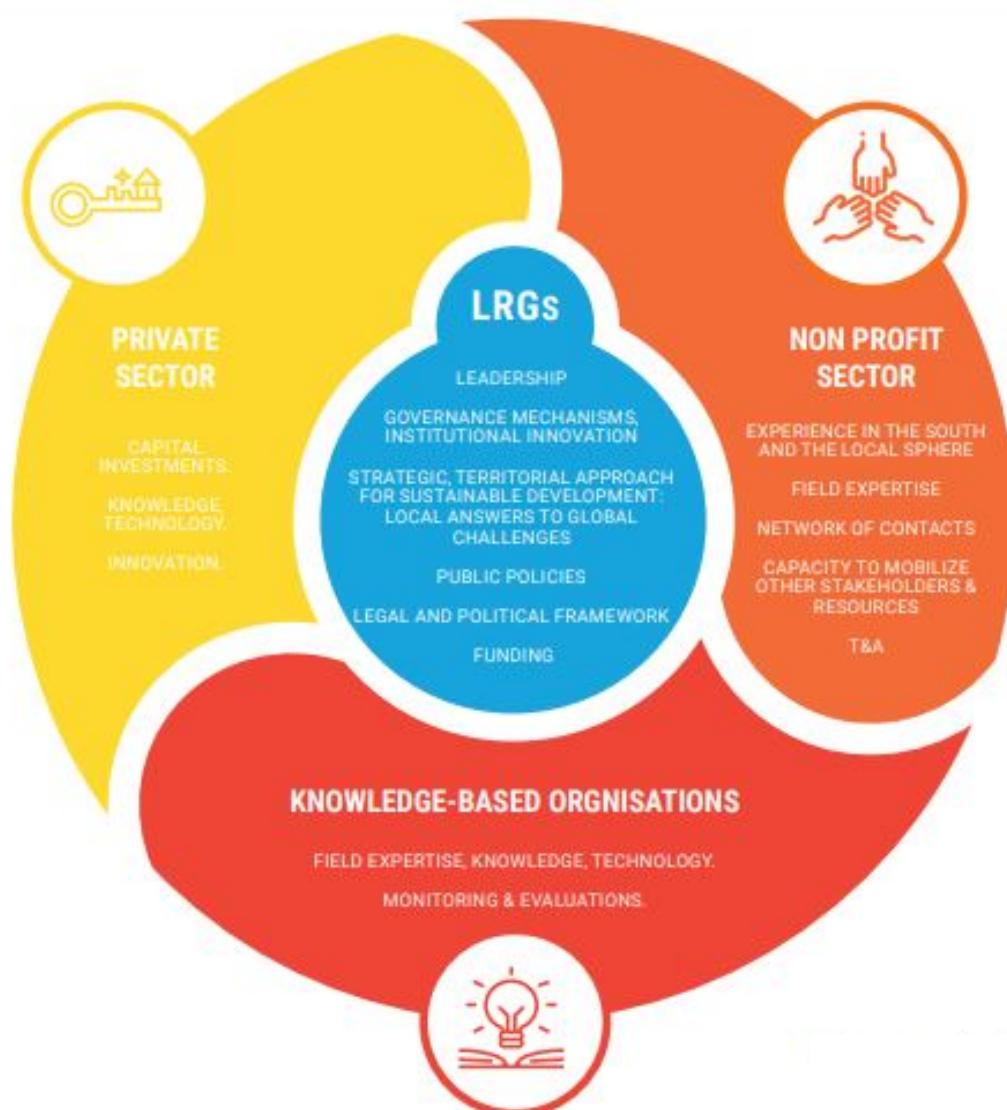 LRGs
LEADERSHIP
GOVERNANCE MECHANISMS,
INSTITUTIONAL INNOVATION
STRATEGIC, TERRITORIAL APPROACH
FOR SUSTAINABLE DEVELOPMENT:
LOCAL ANSWERS TO GLOBAL
CHALLENGES
PUBLIC POLICIES
LEGAL AND POLITICAL FRAMEWORK
FUNDING
PRIVATE
SECTOR
CAPITAL
INVESTMENTS.
KNOWLEDGE,
TECHNOLOGY.
INNOVATION.
NON PROFIT
SECTOR
EXPERIENCE IN THE SOUTH
AND THE LOCAL SPHERE
FIELD EXPERTISE
NETWORK OF CONTACTS
CAPACITY TO MOBILIZE
OTHER STAKEHOLDERS &
RESOURCES
T&A
KNOWLEDGE-BASED ORGNISATIONS
FIELD EXPERTISE, KNOWLEDGE, TECHNOLOGY.
MONITORING & EVALUATIONS.